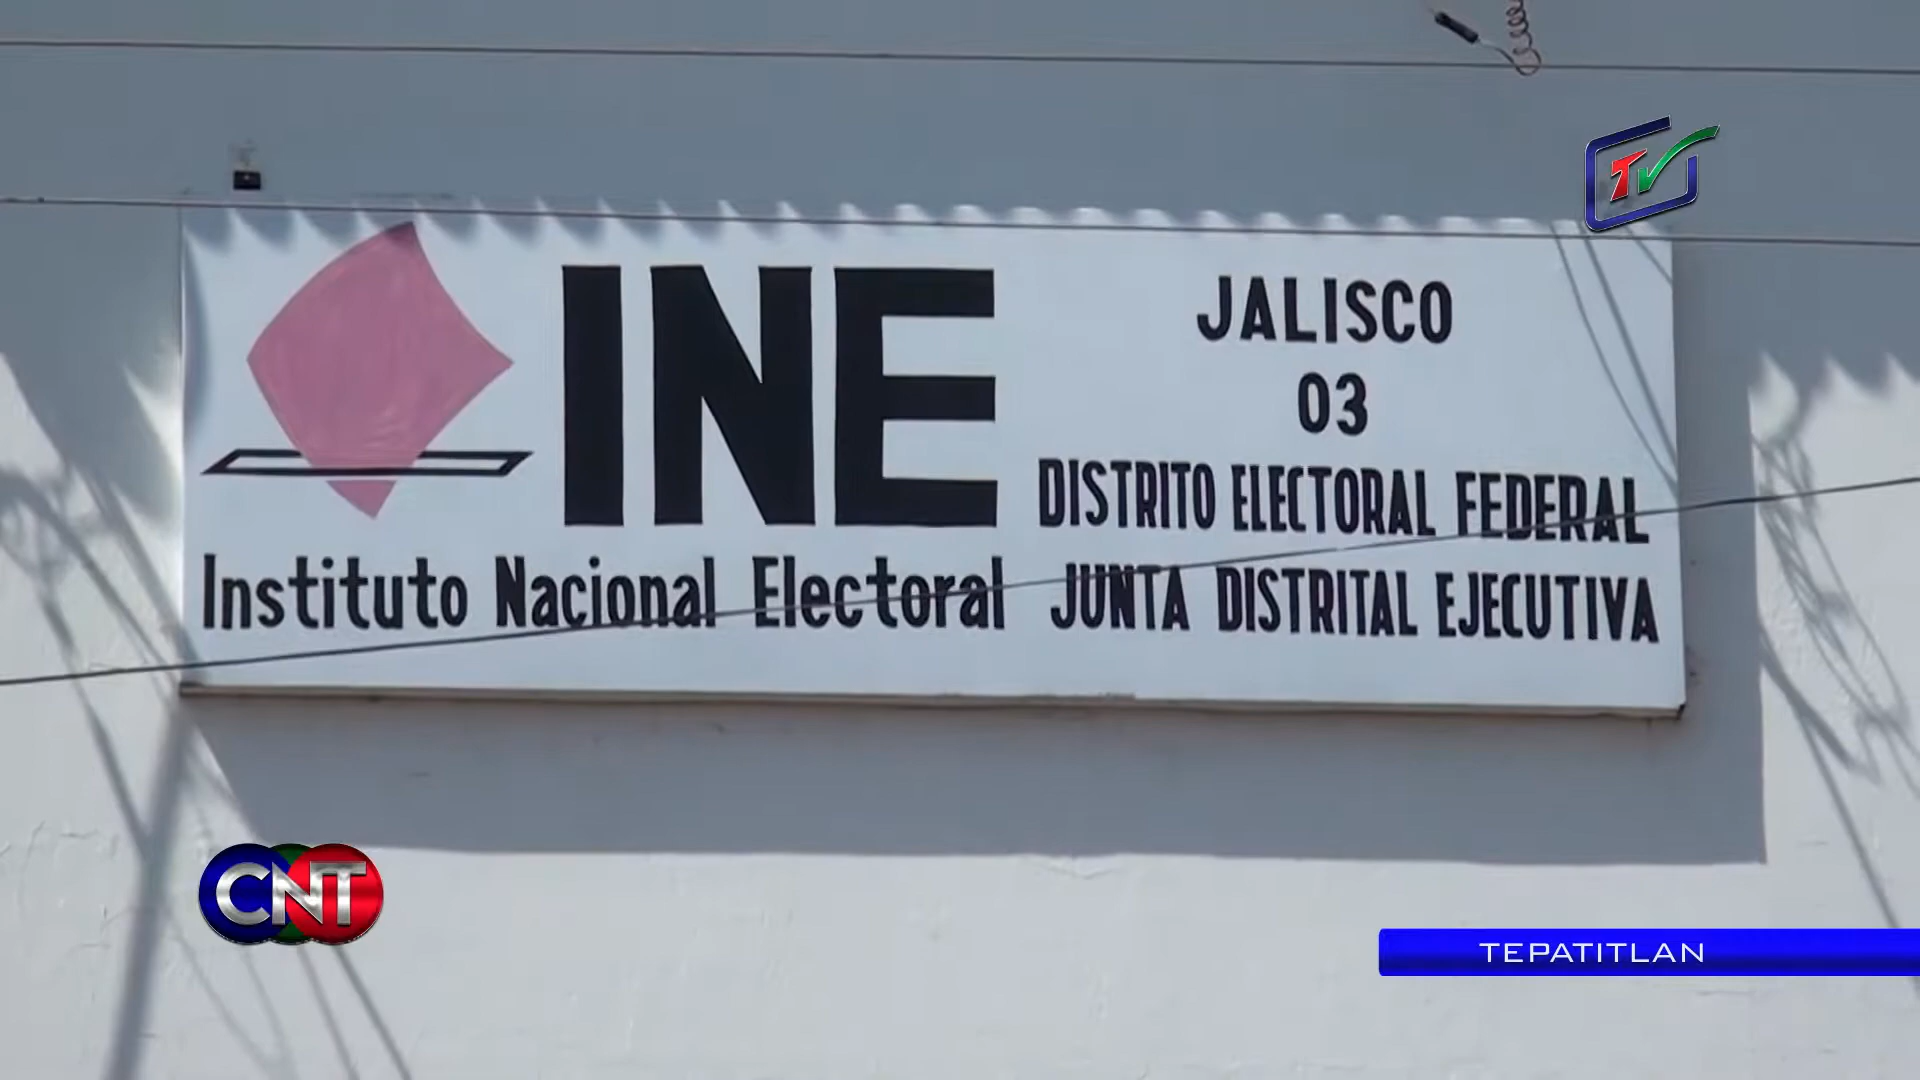 TV
INE
Instituto Nacional Electoral
JALISCO
03
DISTRITO ELECTORAL FEDERAL
JUNTA DISTRITAL EJECUTIVA
CNT
TEPATITLAN